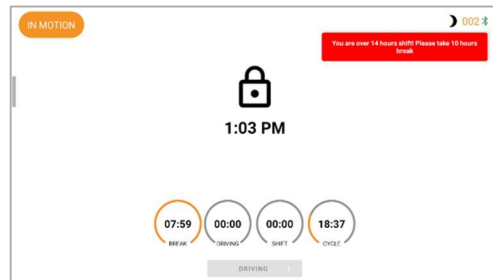 IN MOTION
002
You are over 14 hours shift! Please take 10 hours
break
1:03 PM
07:59 00:00 00:00 18:37
BREAK DRIVING SHIFT CYCLE
DRIVING